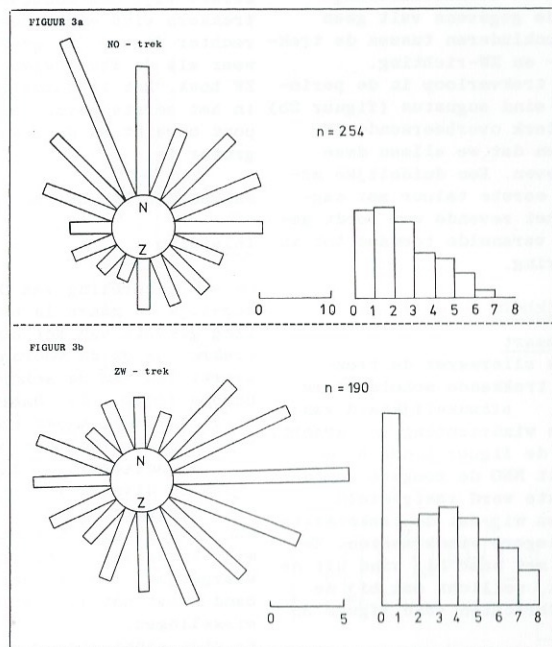 FIGUUR 3a
NO - trek
n = 254
N
Z
0 10
0 1 2 3 4 5 6 7 8
FIGUUR 3b
ZW - trek
n = 190
N
Z
0 5
0 1 2 3 4 5 6 7 8